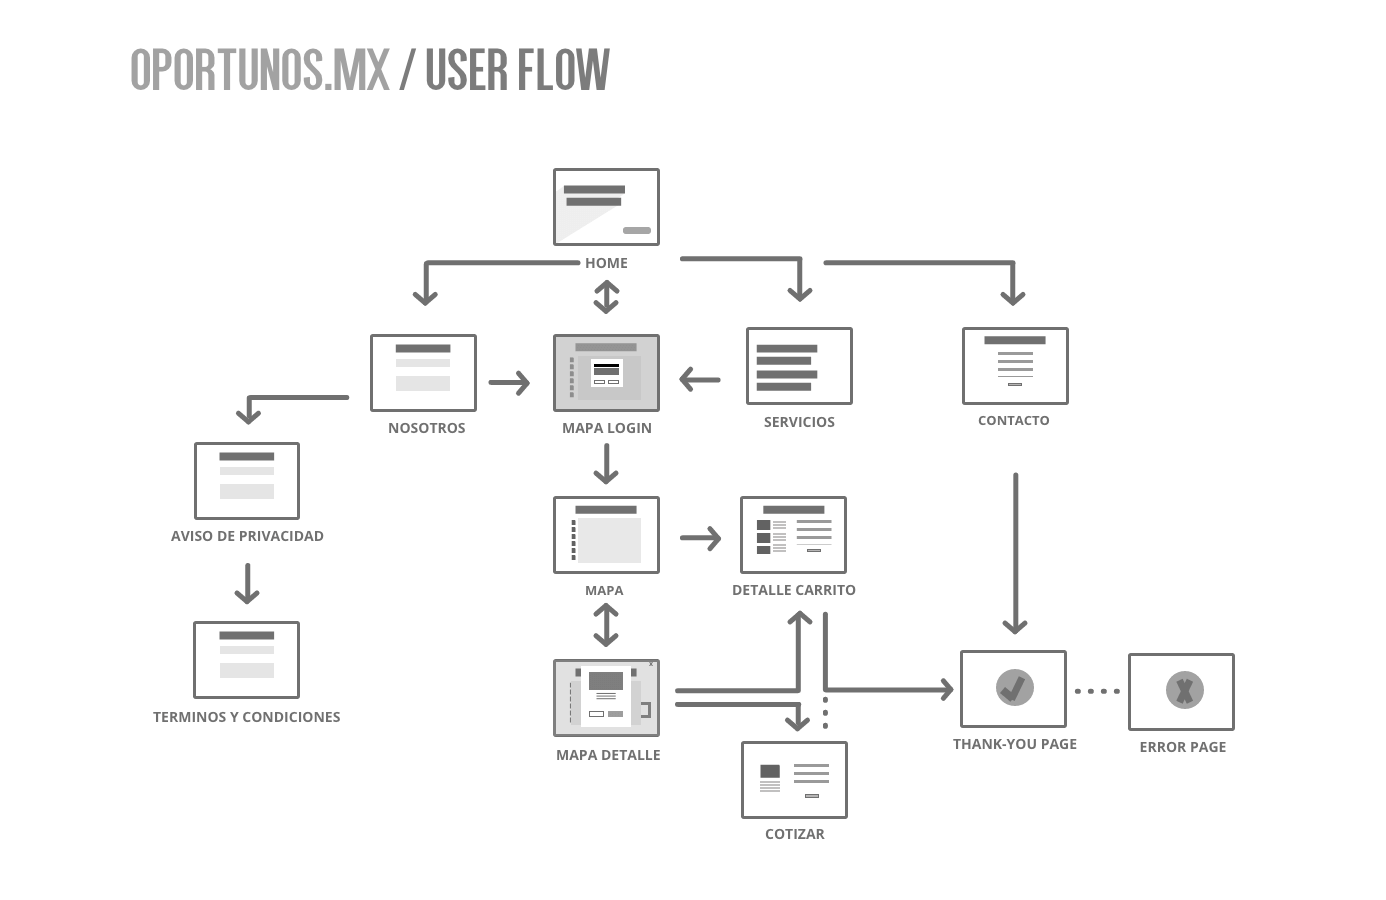 OPORTUNOS.MX / USER FLOW
HOME
NOSOTROS
MAPA LOGIN
SERVICIOS
CONTACTO
AVISO DE PRIVACIDAD
MAPA
DETALLE CARRITO
TERMINOS Y CONDICIONES
x
MAPA DETALLE
THANK-YOU PAGE
ERROR PAGE
COTIZAR